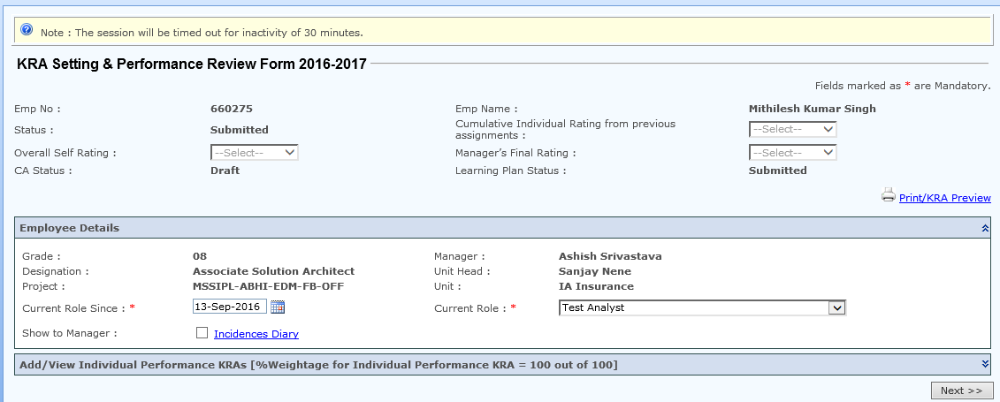 Note : The session will be timed out for inactivity of 30 minutes.
KRA Setting & Performance Review Form 2016-2017
Fields marked as * are Mandatory.
Emp No : 660275 Emp Name : Mithilesh Kumar Singh
Status : Submitted Cumulative Individual Rating from previous assignments : --Select--
Overall Self Rating : --Select-- Manager's Final Rating : --Select--
CA Status : Draft Learning Plan Status : Submitted
Print/KRA Preview
Employee Details
Grade : 08 Manager : Ashish Srivastava
Designation : Associate Solution Architect Unit Head : Sanjay Nene
Project : MSSIPL-ABHI-EDM-FB-OFF Unit : IA Insurance
Current Role Since : * 13-Sep-2016 Current Role : * Test Analyst
Show to Manager : Incidences Diary
Add/View Individual Performance KRAs [%Weightage for Individual Performance KRA = 100 out of 100]
Next >>